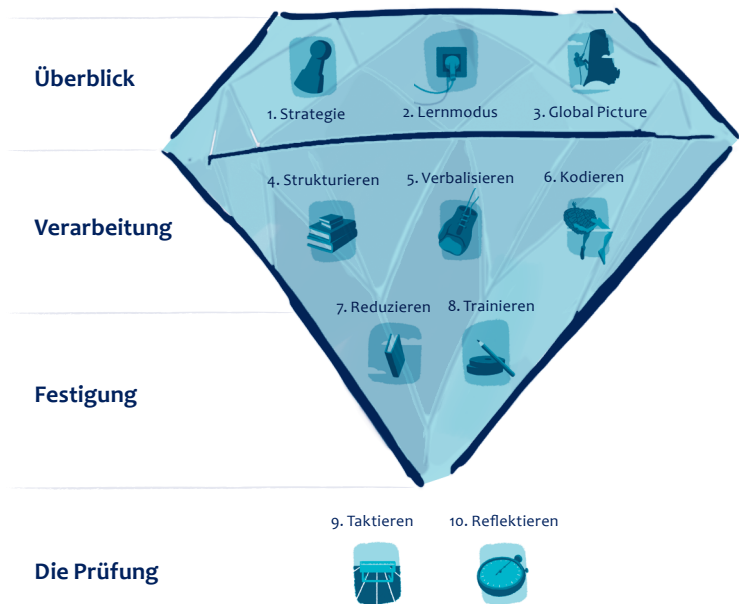 Überblick
1. Strategie
2. Lernmodus
3. Global Picture
Verarbeitung
4. Strukturieren
5. Verbalisieren
6. Kodieren
7. Reduzieren
8. Trainieren
Festigung
9. Taktieren
10. Reflektieren
Die Prüfung